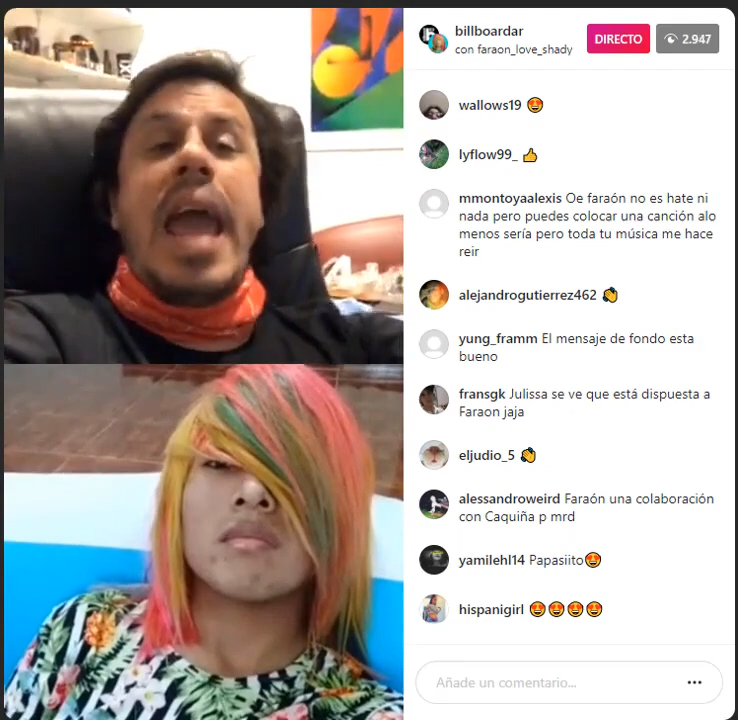 billboardar
con faraon_love_shady
DIRECTO
2.947
wallows19 🤩
lyflow99_ 👍
mmontoyaalexis Oe faraón no es hate ni
nada pero puedes colocar una canción alo
menos sería pero toda tu música me hace
reir
alejandrogutierrez462 👏
yung_framm El mensaje de fondo esta
bueno
fransgk Julissa se ve que está dispuesta a
Faraon jaja
eljudio_5 👏
alessandroweird Faraón una colaboración
con Caquiña p mrd
yamilehl14 Papasiito🤩
hispanigirl 🤩🤩🤩🤩
Añade un comentario...